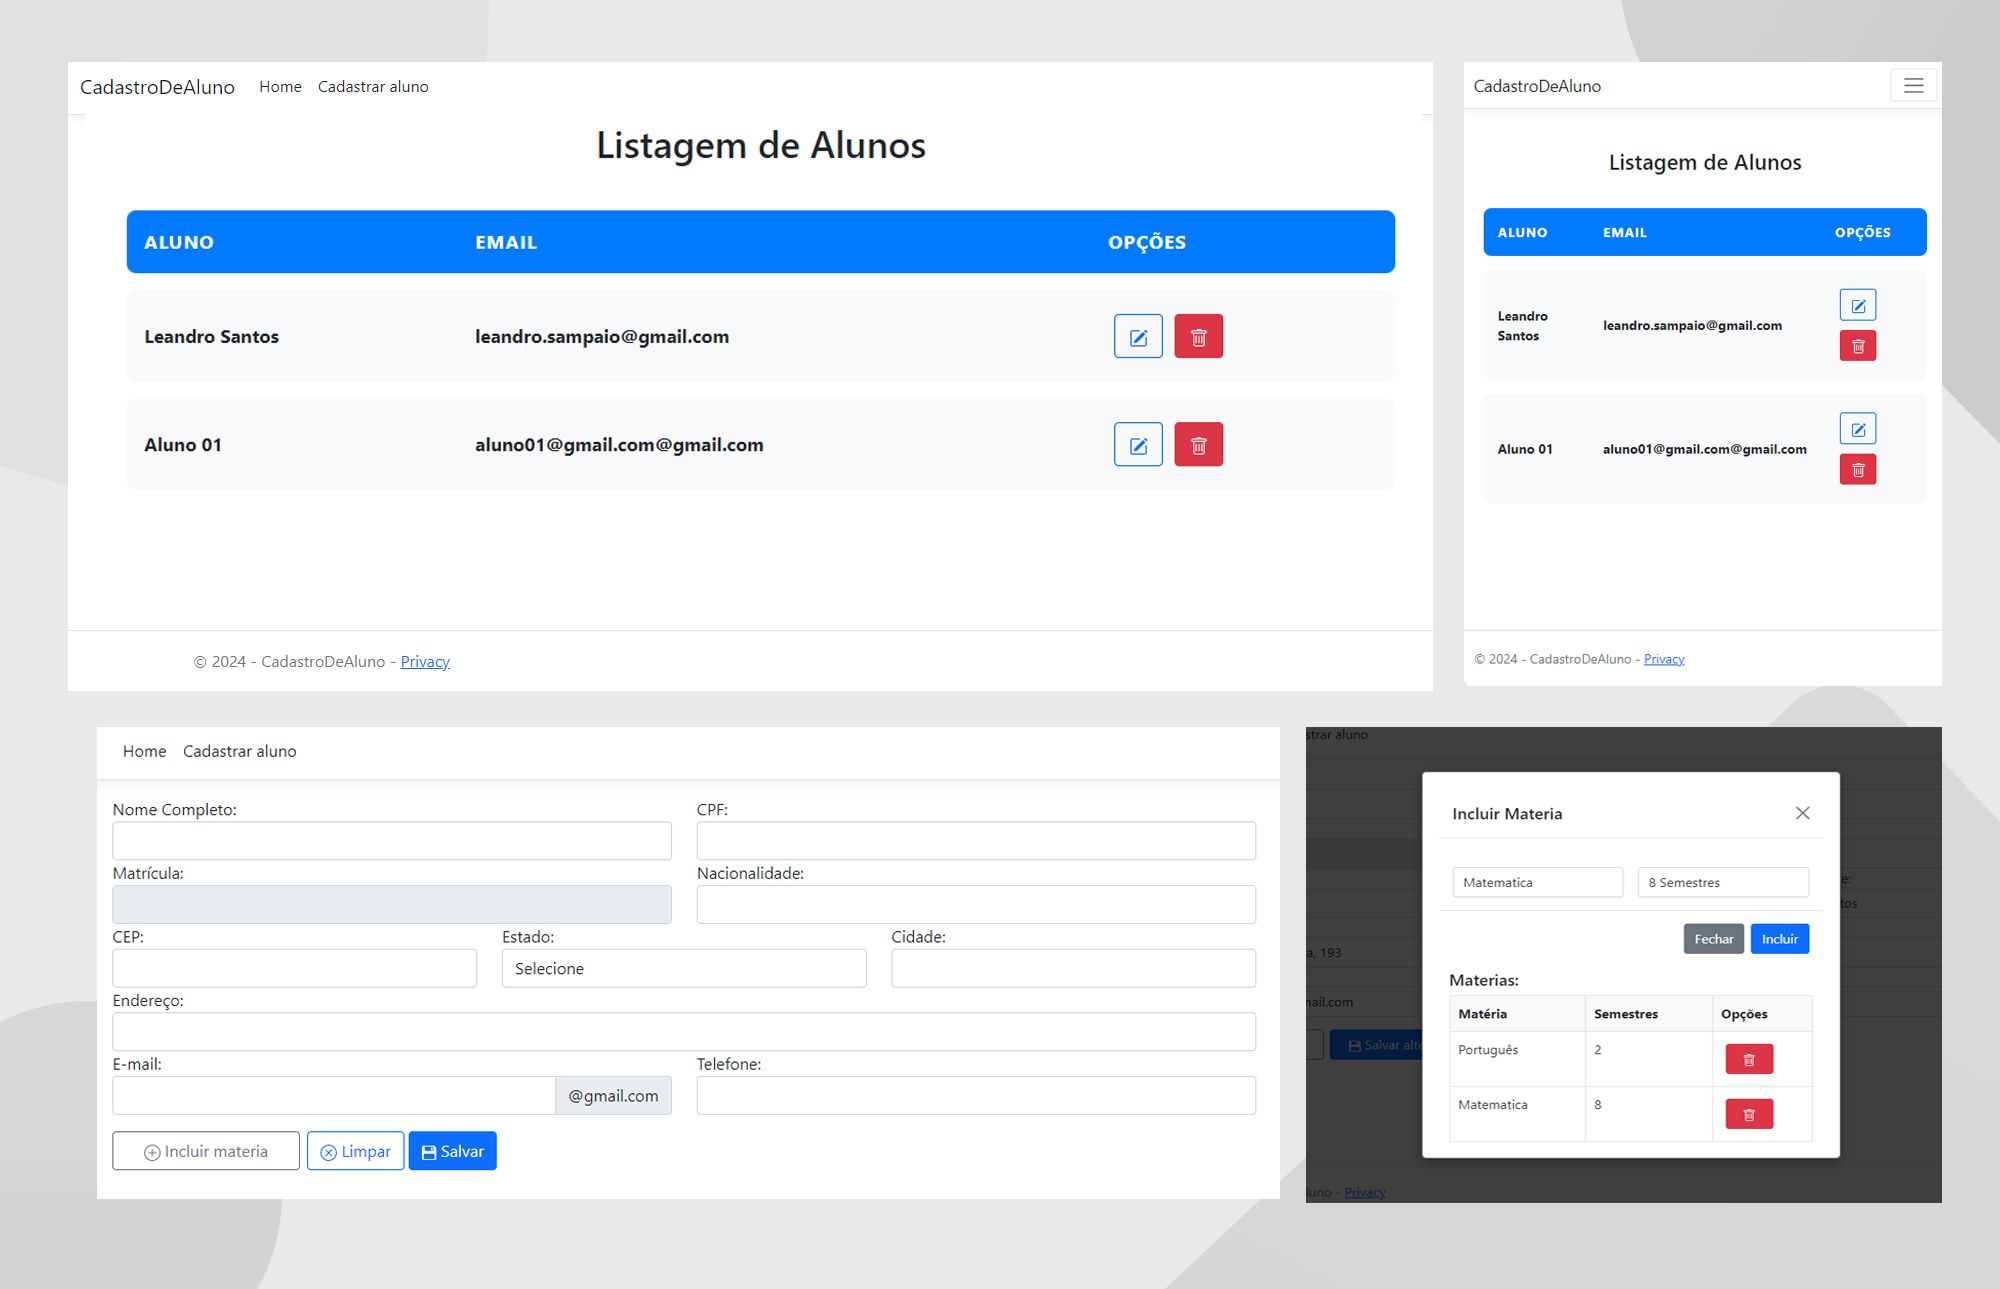 CadastroDeAluno Home Cadastrar aluno
Listagem de Alunos
ALUNO EMAIL OPÇÕES
Leandro Santos leandro.sampaio@gmail.com
Aluno 01 aluno01@gmail.com@gmail.com
© 2024 - CadastroDeAluno - Privacy
CadastroDeAluno
Listagem de Alunos
ALUNO EMAIL OPÇÕES
Leandro
Santos
leandro.sampaio@gmail.com
Aluno 01 aluno01@gmail.com@gmail.com
© 2024 - CadastroDeAluno - Privacy
Home Cadastrar aluno
Nome Completo: CPF:
Matrícula: Nacionalidade:
CEP: Estado: Cidade:
Selecione
Endereço:
E-mail: Telefone:
@gmail.com
Incluir materia Limpar Salvar
strar aluno
Incluir Materia
Matematica 8 Semestres
e:
tos
Fechar Incluir
a, 193
Materias:
mail.com
Matéria Semestres Opções
Salvar alte
Português 2
Matematica 8
luno - Privacy